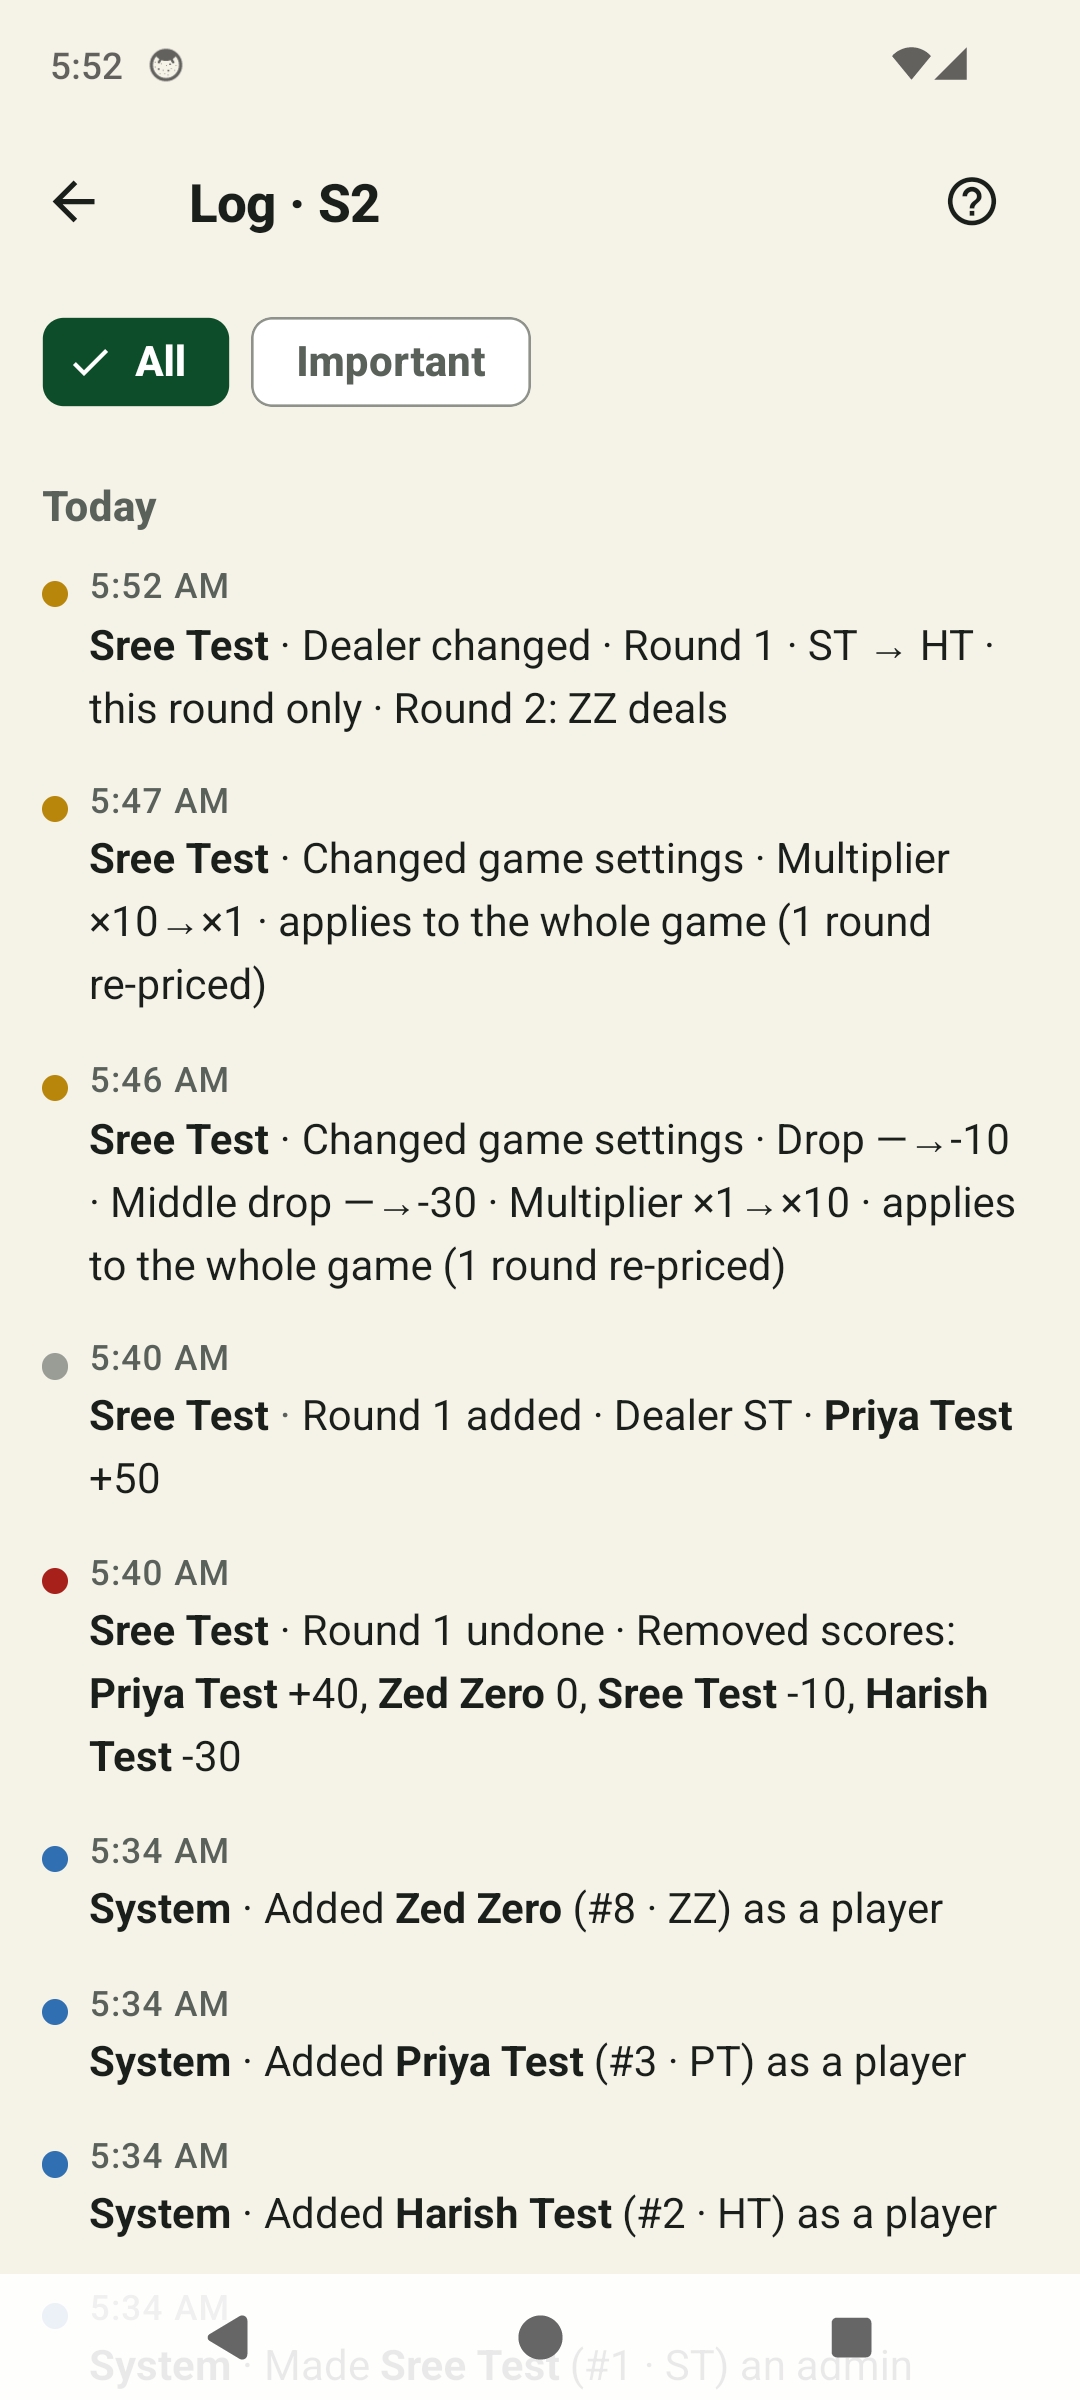 5:52
Log · S2
All
Important
Today
5:52 AM
Sree Test · Dealer changed · Round 1 · ST → HT ·
this round only · Round 2: ZZ deals
5:47 AM
Sree Test · Changed game settings · Multiplier
×10→×1 · applies to the whole game (1 round
re-priced)
5:46 AM
Sree Test · Changed game settings · Drop —→-10
· Middle drop —→-30 · Multiplier ×1→×10 · applies
to the whole game (1 round re-priced)
5:40 AM
Sree Test · Round 1 added · Dealer ST · Priya Test
+50
5:40 AM
Sree Test · Round 1 undone · Removed scores:
Priya Test +40, Zed Zero 0, Sree Test -10, Harish
Test -30
5:34 AM
System · Added Zed Zero (#8 · ZZ) as a player
5:34 AM
System · Added Priya Test (#3 · PT) as a player
5:34 AM
System · Added Harish Test (#2 · HT) as a player
5:34 AM
System · Made Sree Test (#1 · ST) an admin